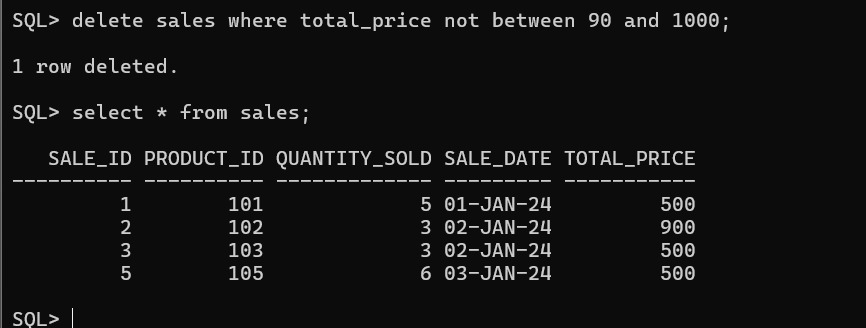 SQL> delete sales where total_price not between 90 and 1000;
1 row deleted.
SQL> select * from sales;
SALE_ID PRODUCT_ID QUANTITY_SOLD SALE_DATE TOTAL_PRICE
---------- ---------- ------------- --------- -----------
1 101 5 01-JAN-24 500
2 102 3 02-JAN-24 900
3 103 3 02-JAN-24 500
5 105 6 03-JAN-24 500
SQL>